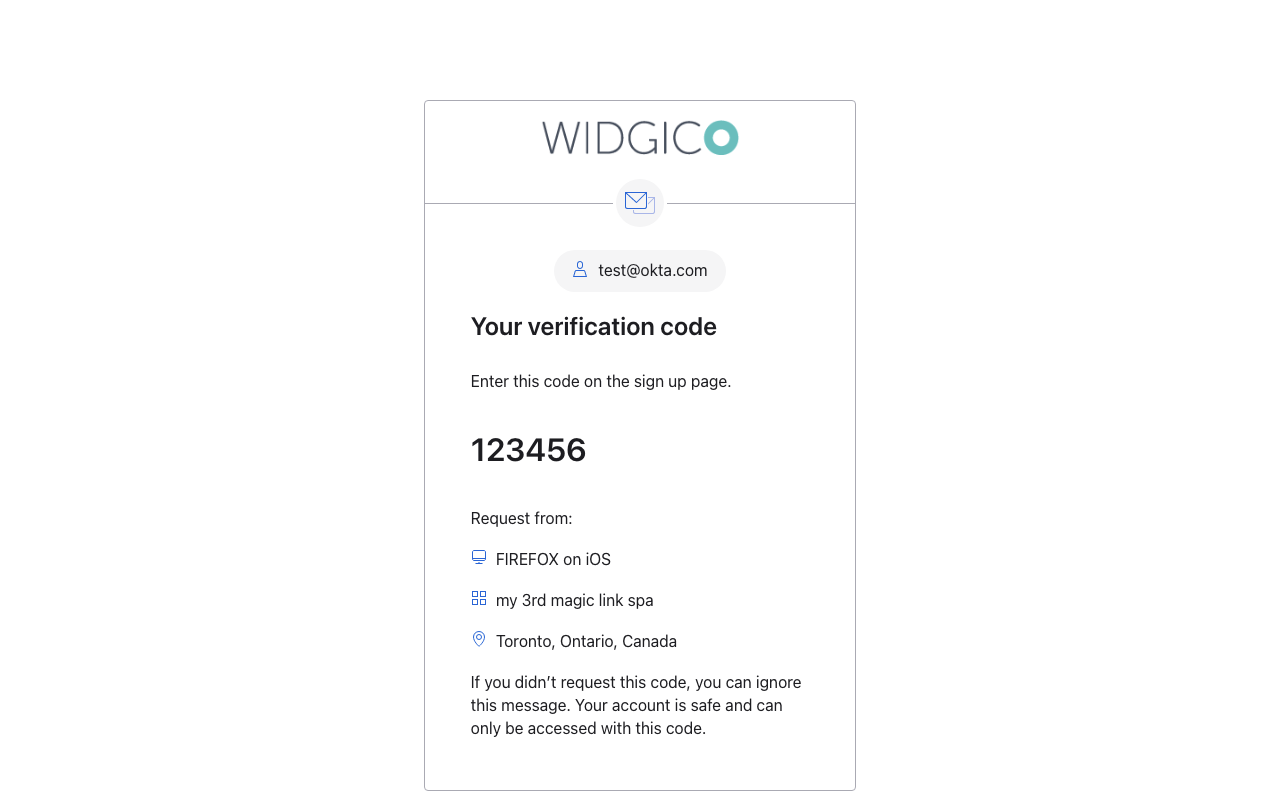 WIDGICO
test@okta.com
Your verification code
Enter this code on the sign up page.
123456
Request from:
FIREFOX on iOS
my 3rd magic link spa
Toronto, Ontario, Canada
If you didn’t request this code, you can ignore
this message. Your account is safe and can
only be accessed with this code.